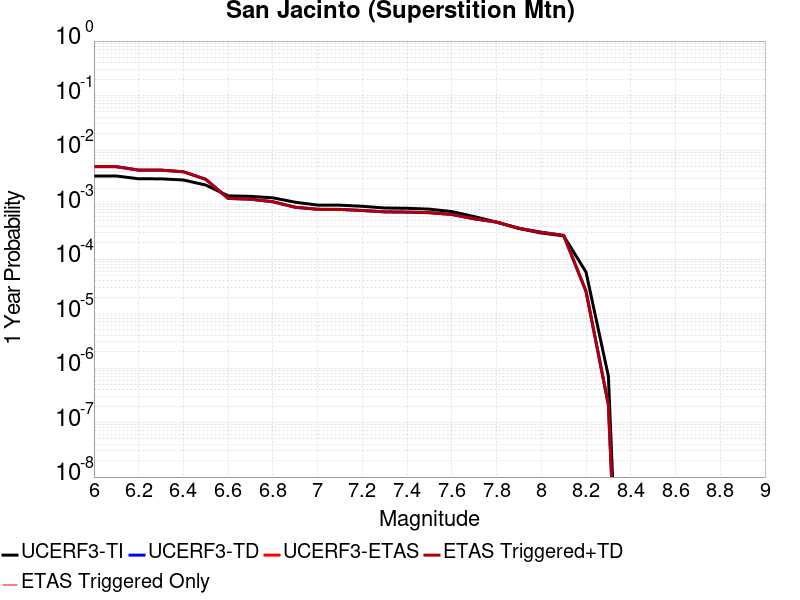 San Jacinto (Superstition Mtn)
10^0
10^-1
10^-2
10^-3
10^-4
10^-5
10^-6
10^-7
10^-8
1 Year Probability
6 6.2 6.4 6.6 6.8 7 7.2 7.4 7.6 7.8 8 8.2 8.4 8.6 8.8 9
Magnitude
UCERF3-TI UCERF3-TD UCERF3-ETAS ETAS Triggered+TD
ETAS Triggered Only